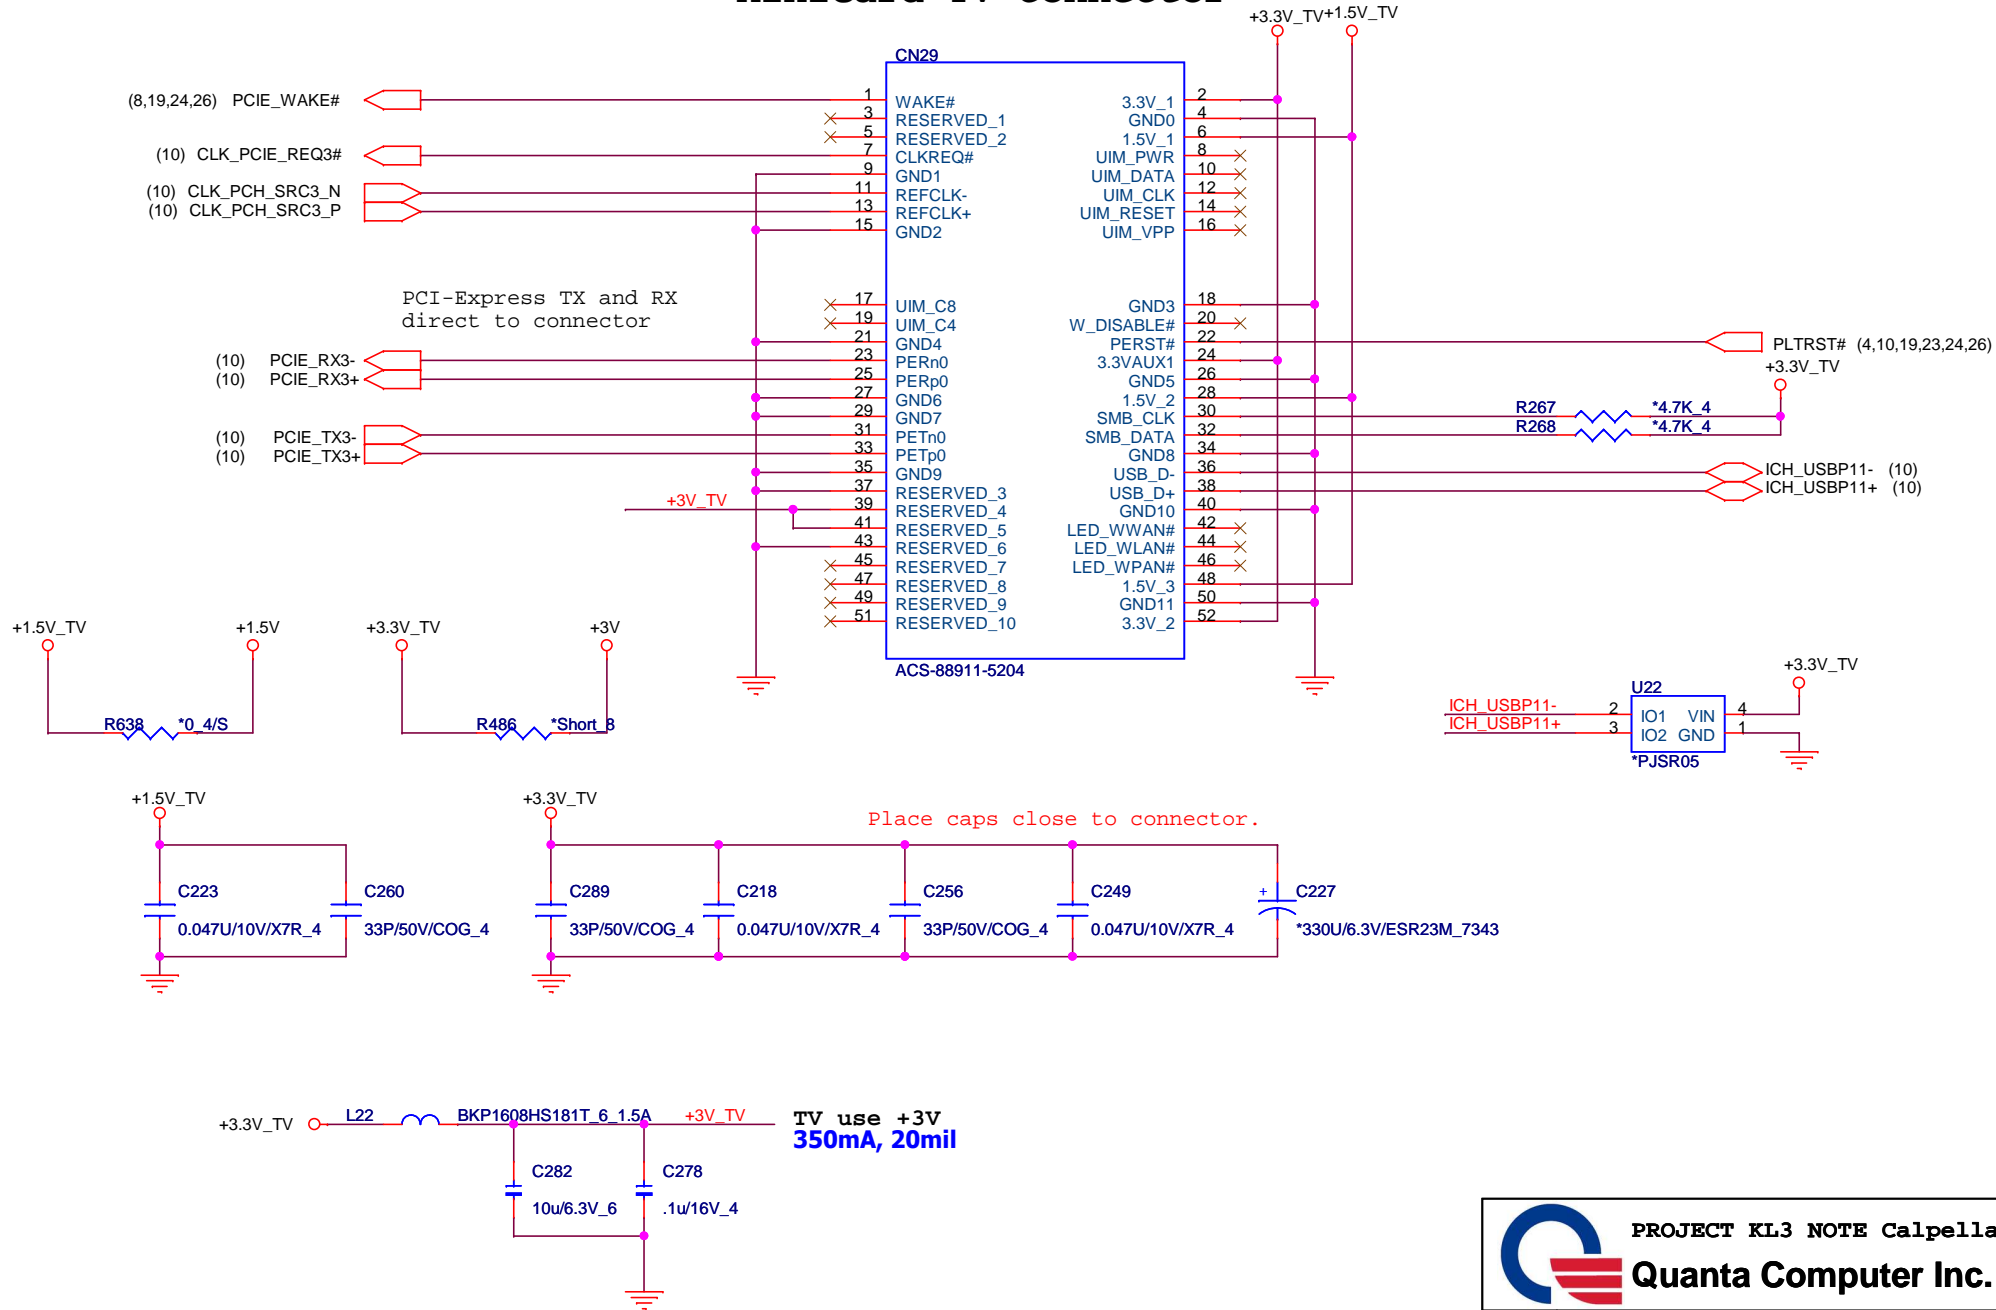 Minicard TV Connector
+3.3V_TV +1.5V_TV
CN29
(8,19,24,26) PCIE_WAKE#
(10) CLK_PCIE_REQ3#
(10) CLK_PCH_SRC3_N
(10) CLK_PCH_SRC3_P
PCI-Express TX and RX
direct to connector
(10) PCIE_RX3-
(10) PCIE_RX3+
(10) PCIE_TX3-
(10) PCIE_TX3+
+3V_TV
1 WAKE# 3.3V_1 2
3 RESERVED_1 GND0 4
5 RESERVED_2 1.5V_1 6
7 CLKREQ# UIM_PWR 8
9 GND1 UIM_DATA 10
11 REFCLK- UIM_CLK 12
13 REFCLK+ UIM_RESET 14
15 GND2 UIM_VPP 16
17 UIM_C8 GND3 18
19 UIM_C4 W_DISABLE# 20
21 GND4 PERST# 22
23 PERn0 3.3VAUX1 24
25 PERp0 GND5 26
27 GND6 1.5V_2 28
29 GND7 SMB_CLK 30
31 PETn0 SMB_DATA 32
33 PETp0 GND8 34
35 GND9 USB_D- 36
37 RESERVED_3 USB_D+ 38
39 RESERVED_4 GND10 40
41 RESERVED_5 LED_WWAN# 42
43 RESERVED_6 LED_WLAN# 44
45 RESERVED_7 LED_WPAN# 46
47 RESERVED_8 1.5V_3 48
49 RESERVED_9 GND11 50
51 RESERVED_10 3.3V_2 52
ACS-88911-5204
PLTRST# (4,10,19,23,24,26)
+3.3V_TV
R267 *4.7K_4
R268 *4.7K_4
ICH_USBP11- (10)
ICH_USBP11+ (10)
+1.5V_TV +1.5V
R638 *0_4/S
+3.3V_TV +3V
R486 *Short_8
+3.3V_TV
U22
ICH_USBP11- 2 IO1 VIN 4
ICH_USBP11+ 3 IO2 GND 1
*PJSR05
+1.5V_TV
C223
0.047U/10V/X7R_4
C260
33P/50V/COG_4
+3.3V_TV
Place caps close to connector.
C289
33P/50V/COG_4
C218
0.047U/10V/X7R_4
C256
33P/50V/COG_4
C249
0.047U/10V/X7R_4
+ C227
*330U/6.3V/ESR23M_7343
+3.3V_TV L22 BKP1608HS181T_6_1.5A +3V_TV
TV use +3V
350mA, 20mil
C282
10u/6.3V_6
C278
.1u/16V_4
PROJECT KL3 NOTE Calpella
Quanta Computer Inc.